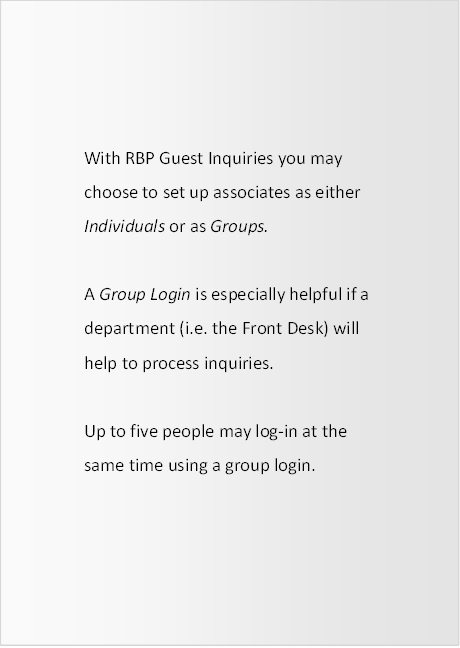 With RBP Guest Inquiries you may
choose to set up associates as either
Individuals or as Groups.
A Group Login is especially helpful if a
department (i.e. the Front Desk) will
help to process inquiries.
Up to five people may log-in at the
same time using a group login.